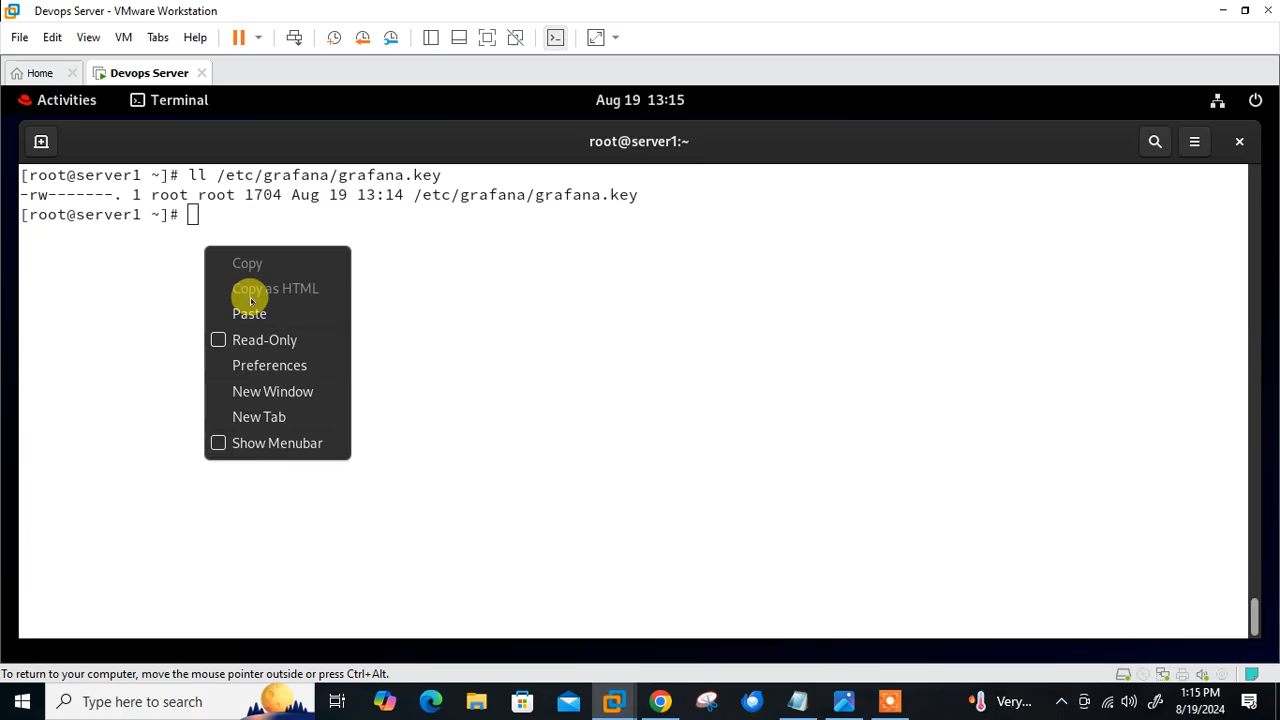 Devops Server - VMware Workstation
File Edit View VM Tabs Help
Home Devops Server
Activities Terminal Aug 19 13:15
root@server1:~
[root@server1 ~]# ll /etc/grafana/grafana.key
-rw-------. 1 root root 1704 Aug 19 13:14 /etc/grafana/grafana.key
[root@server1 ~]#
Copy
Copy as HTML
Paste
Read-Only
Preferences
New Window
New Tab
Show Menubar
To return to your computer, move the mouse pointer outside or press Ctrl+Alt.
Type here to search
Very...
1:15 PM
8/19/2024